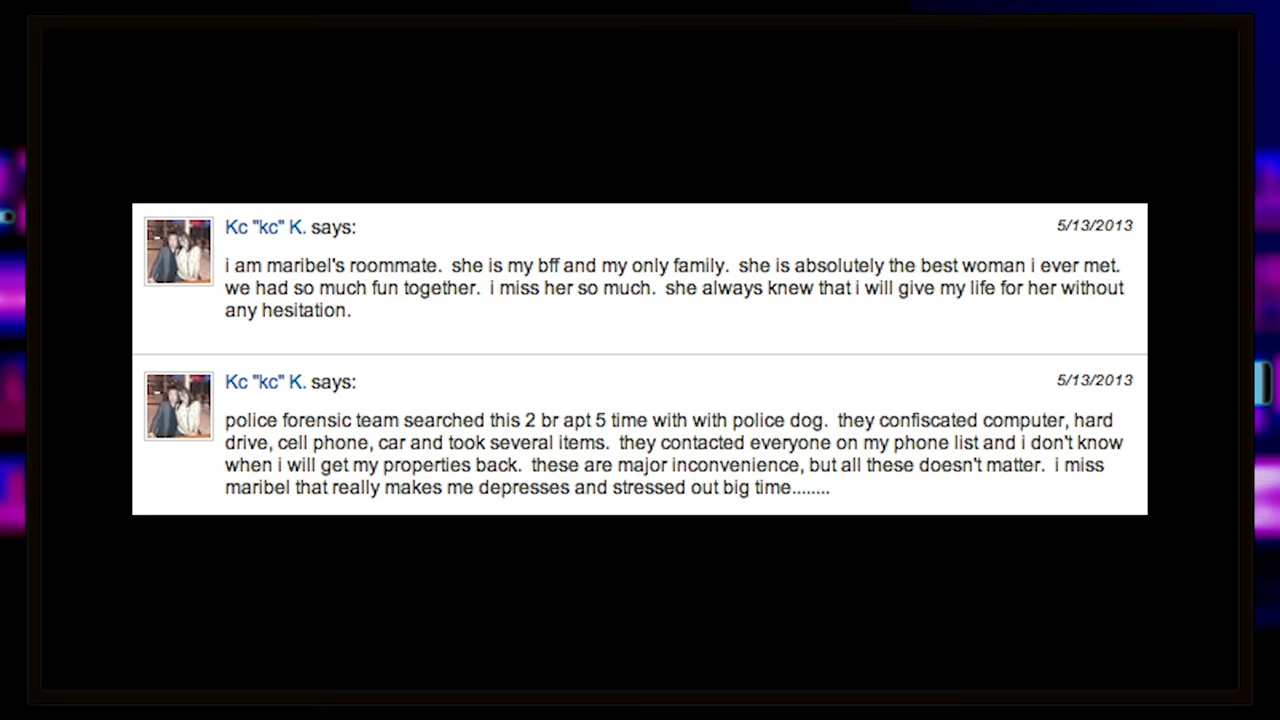 Kc "kc" K. says: 5/13/2013
i am maribel's roommate.  she is my bff and my only family.  she is absolutely the best woman i ever met.
we had so much fun together.  i miss her so much.  she always knew that i will give my life for her without
any hesitation.
Kc "kc" K. says: 5/13/2013
police forensic team searched this 2 br apt 5 time with with police dog.  they confiscated computer, hard
drive, cell phone, car and took several items.  they contacted everyone on my phone list and i don't know
when i will get my properties back.  these are major inconvenience, but all these doesn't matter.  i miss
maribel that really makes me depresses and stressed out big time........